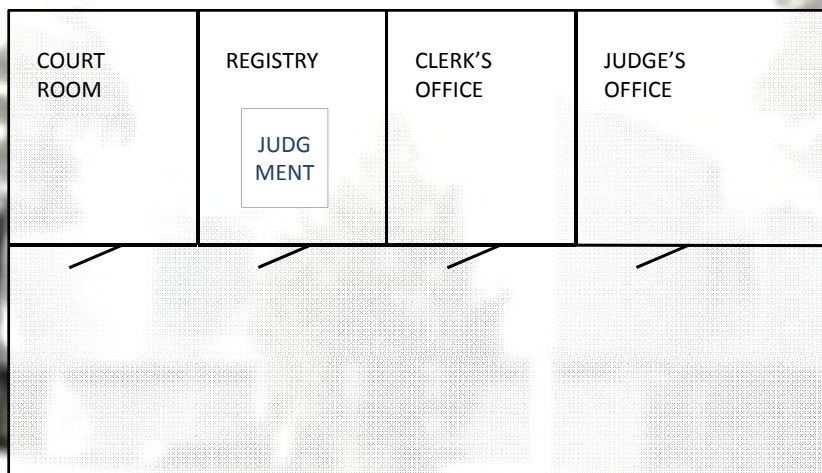 COURT
ROOM
REGISTRY
CLERK’S
OFFICE
JUDGE’S
OFFICE
JUDG
MENT